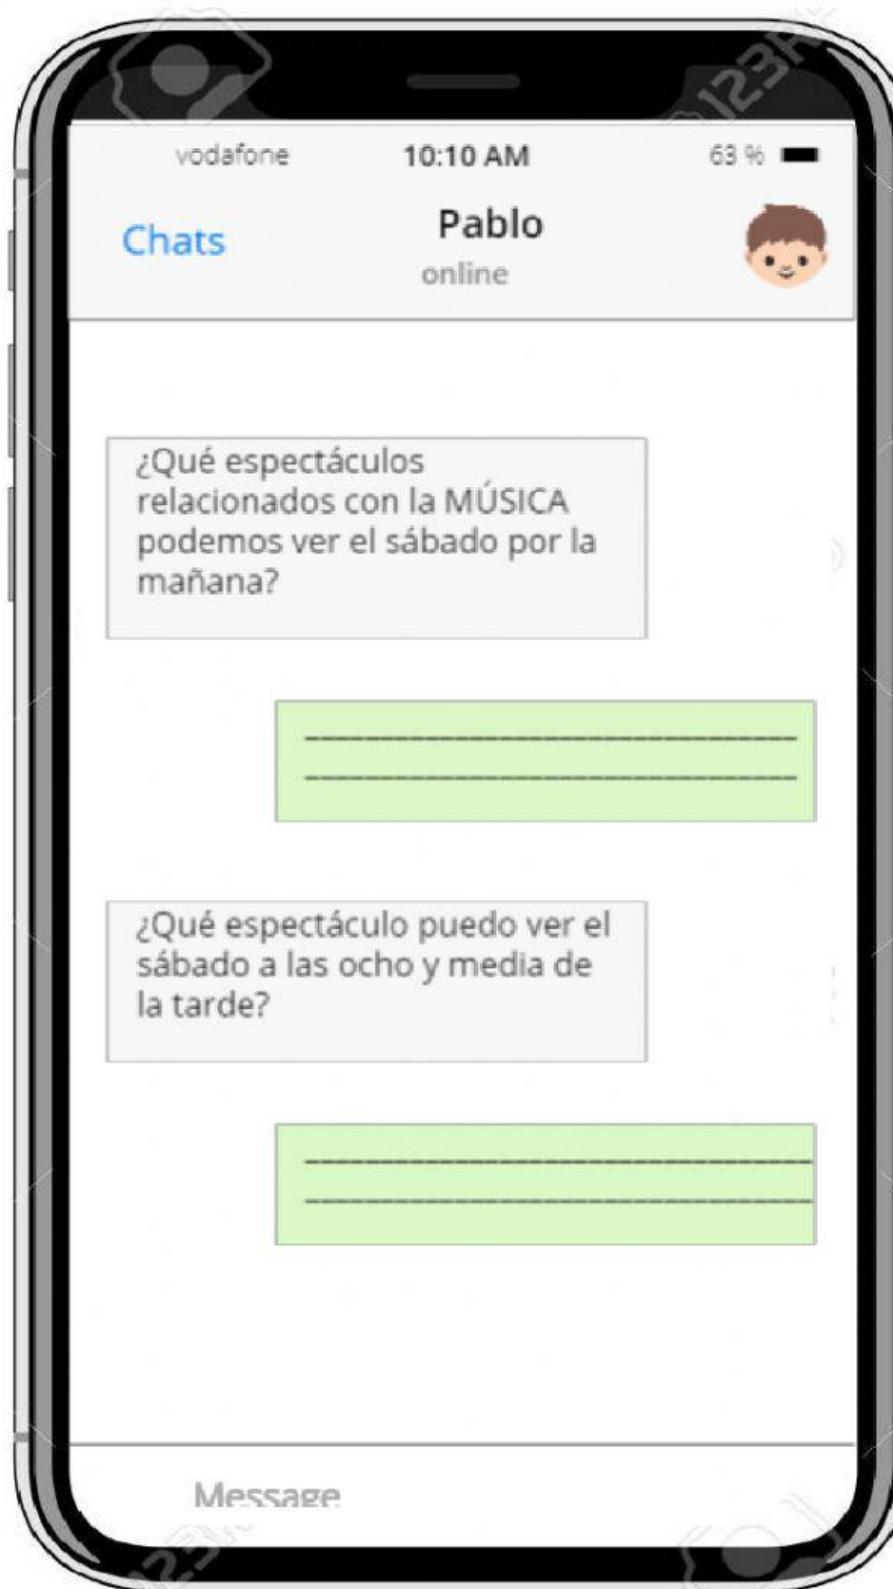 vodafone 10:10 AM 63 %
Chats Pablo
online
¿Qué espectáculos
relacionados con la MÚSICA
podemos ver el sábado por la
mañana?
¿Qué espectáculo puedo ver el
sábado a las ocho y media de
la tarde?
Message